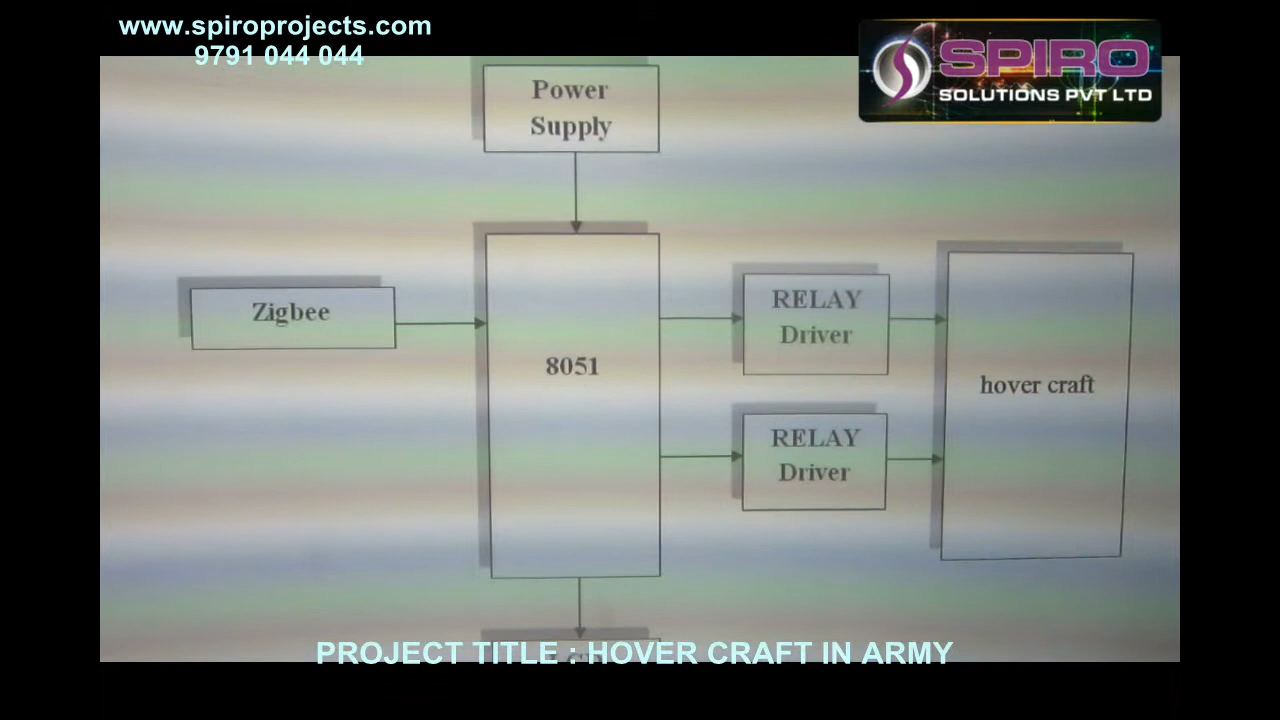 www.spiroprojects.com
9791 044 044
SPIRO
SOLUTIONS PVT LTD
Power
Supply
Zigbee
8051
RELAY
Driver
RELAY
Driver
hover craft
PROJECT TITLE : HOVER CRAFT IN ARMY